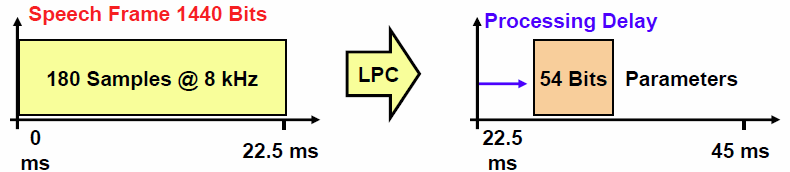 Speech Frame 1440 Bits
180 Samples @ 8 kHz
0
ms
22.5 ms
LPC
Processing Delay
54 Bits
Parameters
22.5
ms
45 ms